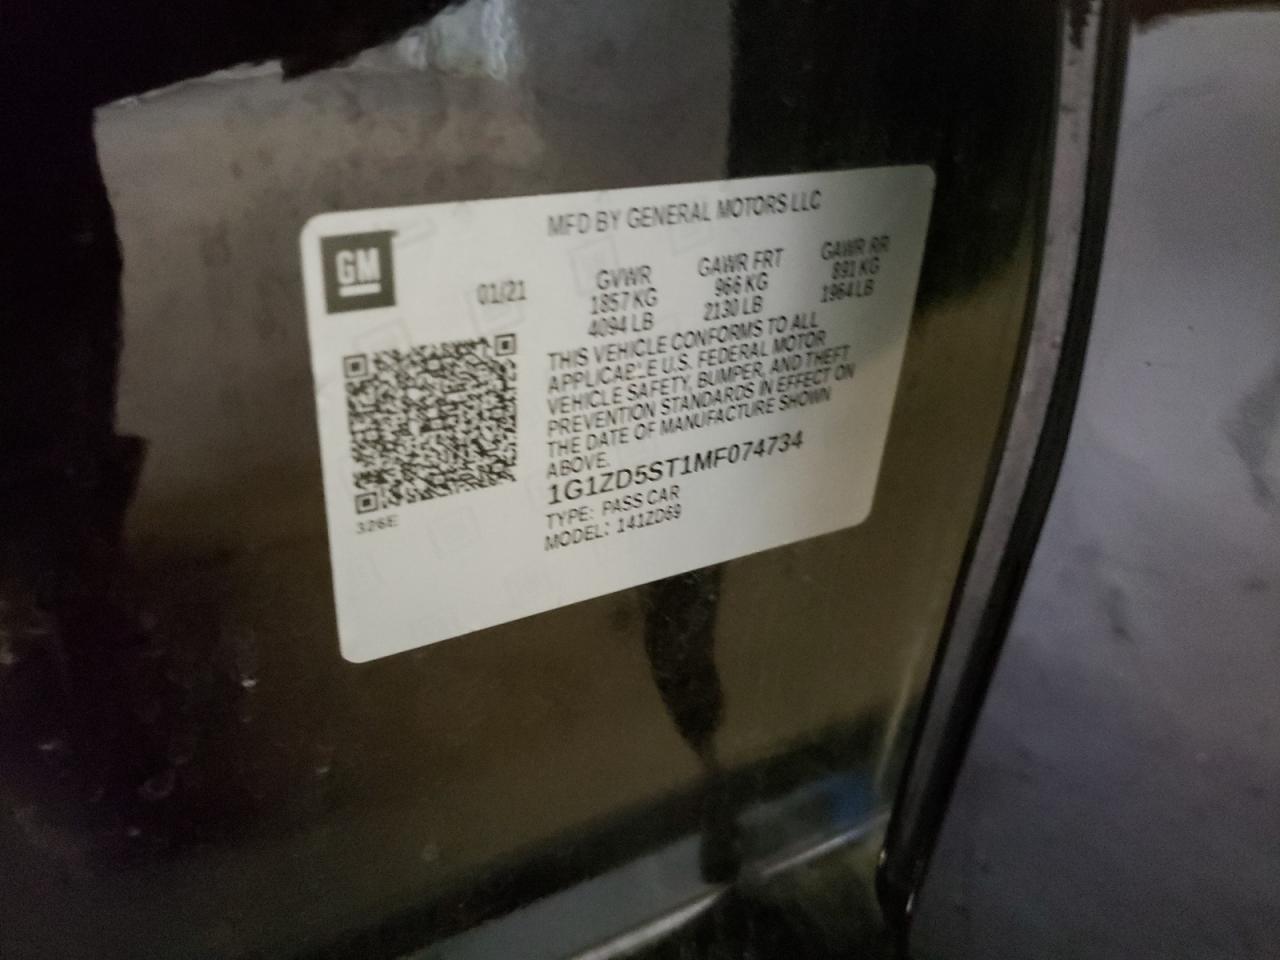 GM
MFD BY GENERAL MOTORS LLC
01/21
GVWR GAWR FRT GAWR RR
1857 KG 966 KG 891 KG
4094 LB 2130 LB 1964 LB
THIS VEHICLE CONFORMS TO ALL
APPLICABLE U.S. FEDERAL MOTOR
VEHICLE SAFETY, BUMPER, AND THEFT
PREVENTION STANDARDS IN EFFECT ON
THE DATE OF MANUFACTURE SHOWN
ABOVE.
1G1ZD5ST1MF074734
TYPE: PASS CAR
MODEL: 141ZD69
326E